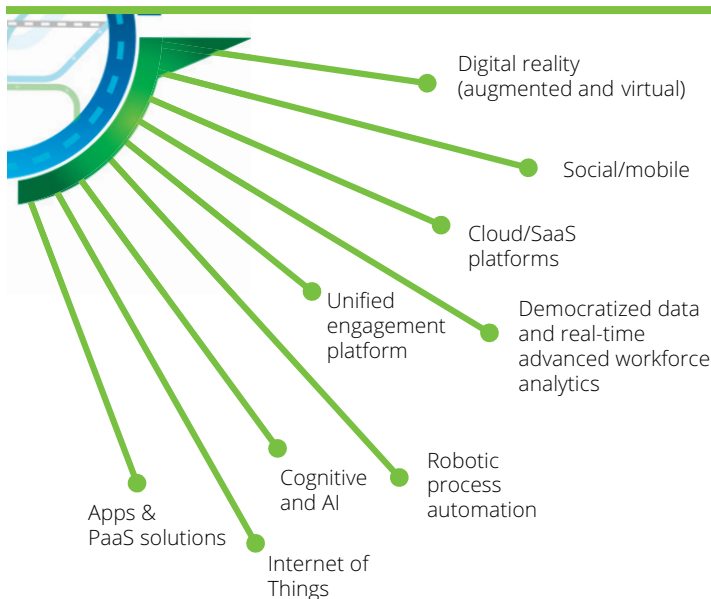 Digital reality
(augmented and virtual)
Social/mobile
Cloud/SaaS
platforms
Democratized data
and real-time
advanced workforce
analytics
Unified
engagement
platform
Robotic
process
automation
Cognitive
and AI
Internet of
Things
Apps &
PaaS solutions